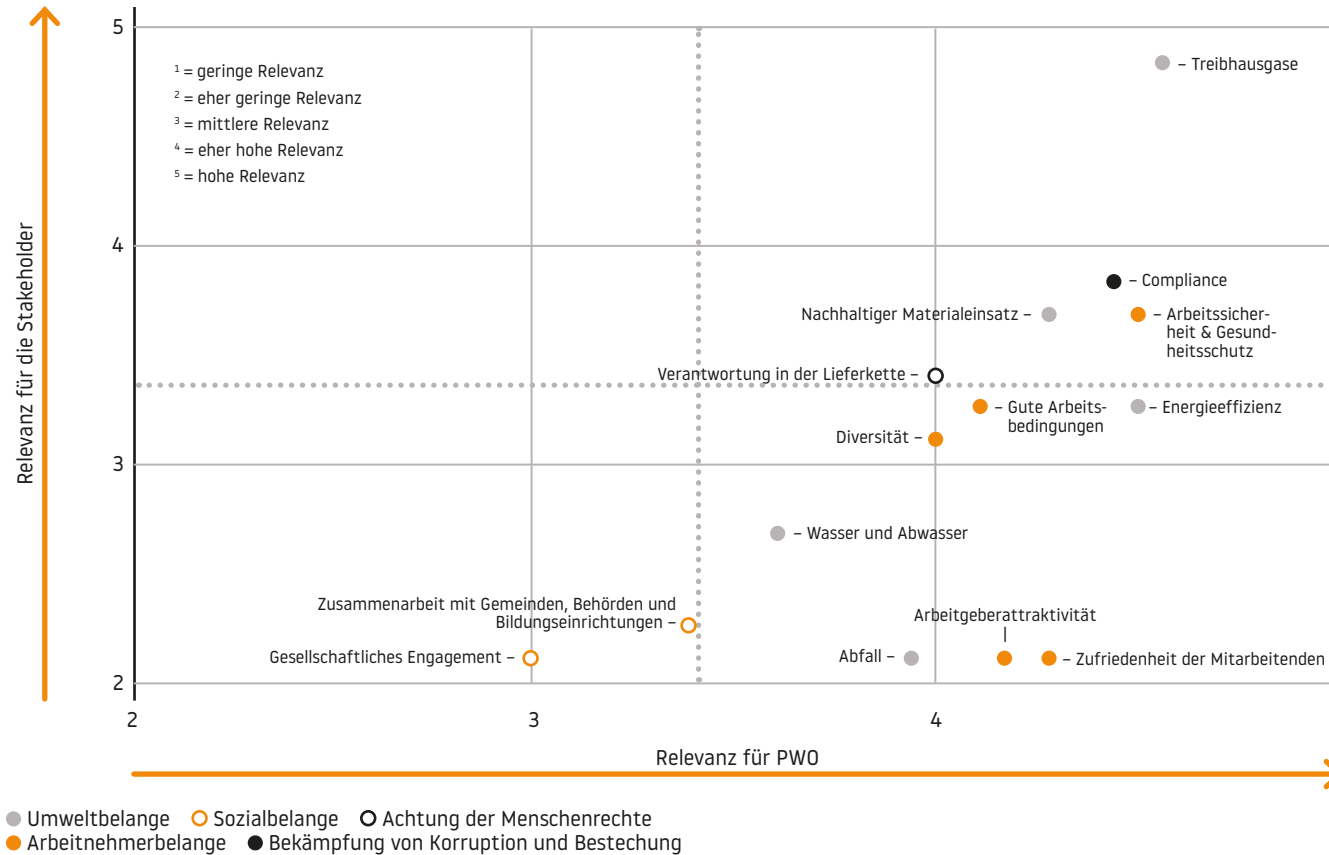 5
¹ = geringe Relevanz
² = eher geringe Relevanz
³ = mittlere Relevanz
⁴ = eher hohe Relevanz
⁵ = hohe Relevanz
– Treibhausgase
Relevanz für die Stakeholder
4
– Compliance
Nachhaltiger Materialeinsatz –
– Arbeitssicher-
heit & Gesund-
heitsschutz
Verantwortung in der Lieferkette –
– Gute Arbeits-
bedingungen
– Energieeffizienz
Diversität –
3
– Wasser und Abwasser
Zusammenarbeit mit Gemeinden, Behörden und
Bildungseinrichtungen –
Arbeitgeberattraktivität
Gesellschaftliches Engagement –
Abfall –
– Zufriedenheit der Mitarbeitenden
2
2
3
4
Relevanz für PWO
Umweltbelange
Sozialbelange
Achtung der Menschenrechte
Arbeitnehmerbelange
Bekämpfung von Korruption und Bestechung